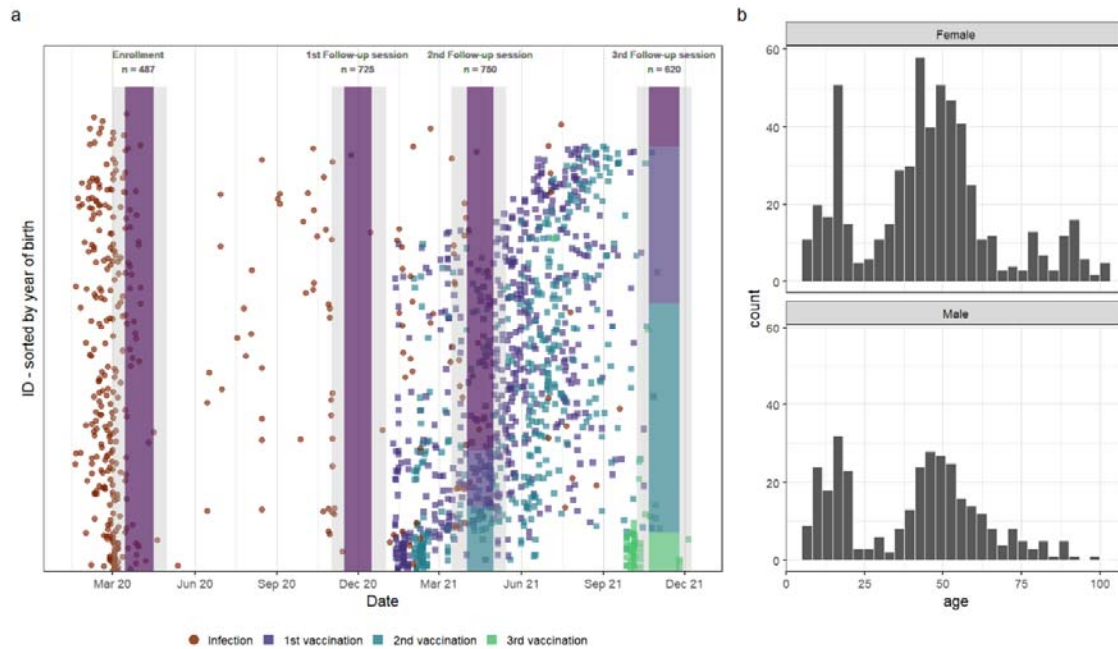 a
Enrollment
n = 487
1st Follow-up session
n = 725
2nd Follow-up session
n = 750
3rd Follow-up session
n = 620
ID - sorted by year of birth
Mar 20
Jun 20
Sep 20
Dec 20
Mar 21
Jun 21
Sep 21
Dec 21
Date
Infection
1st vaccination
2nd vaccination
3rd vaccination
b
Female
60
40
20
0
count
Male
60
40
20
0
0
25
50
75
100
age